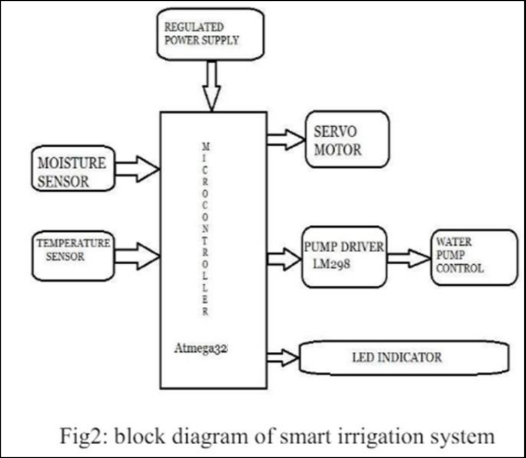 REGULATED
POWER SUPPLY
MOISTURE
SENSOR
TEMPERATURE
SENSOR
MICROCONTROLLER
Atmega32
SERVO
MOTOR
PUMP DRIVER
LM298
WATER
PUMP
CONTROL
LED INDICATOR
Fig2: block diagram of smart irrigation system